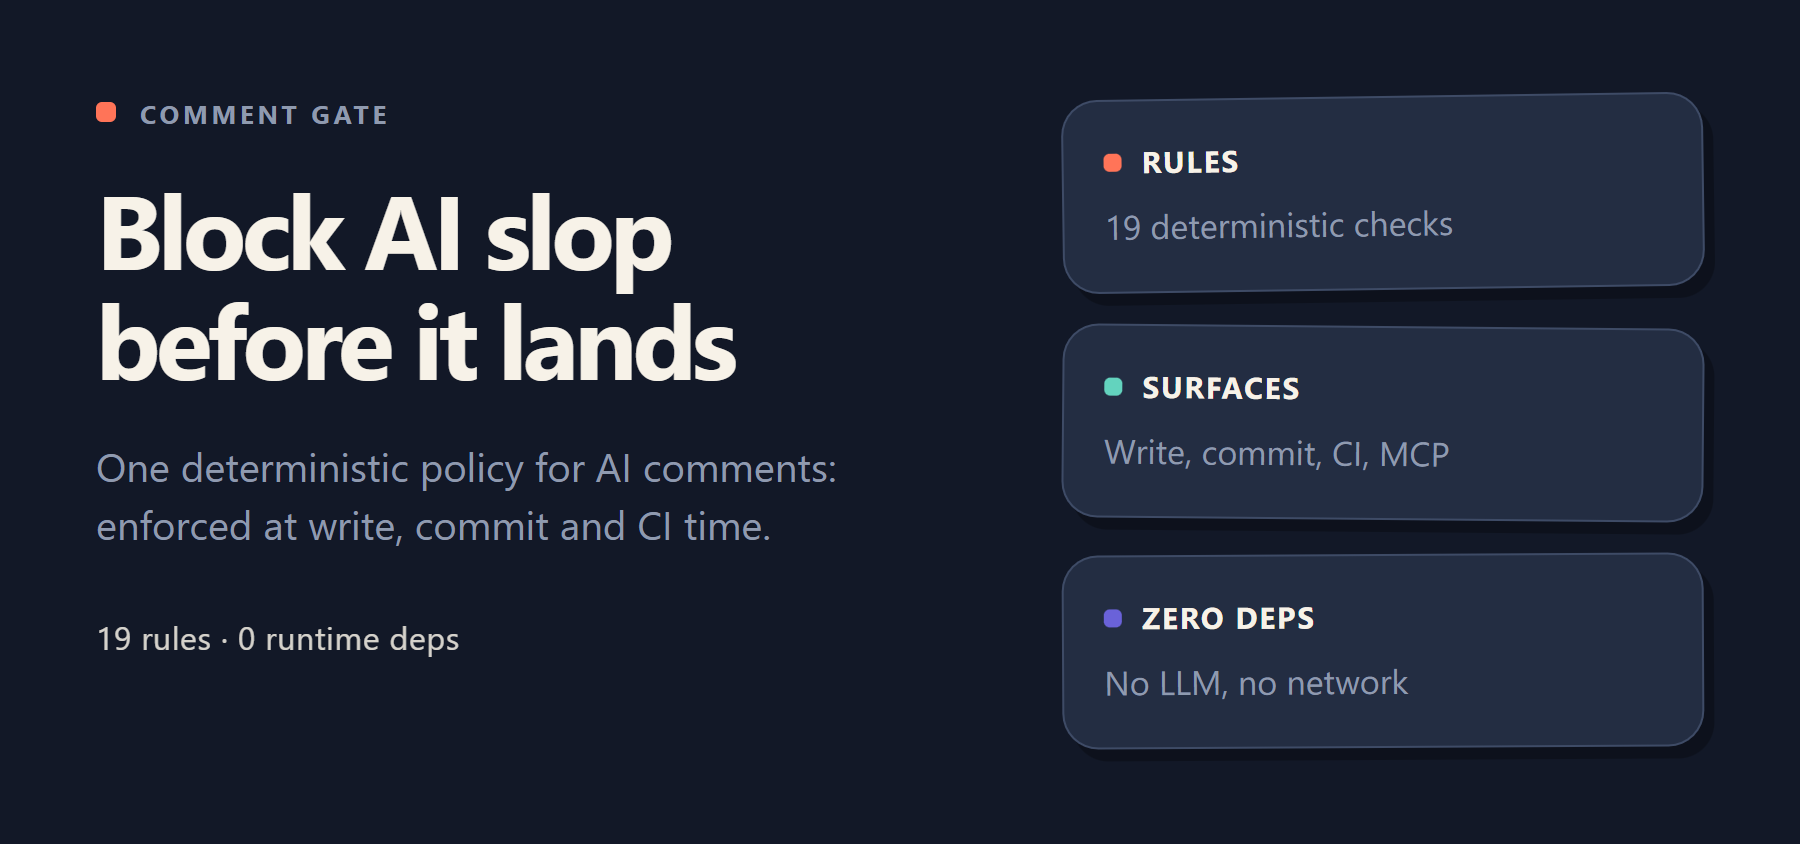 COMMENT GATE
Block AI slop
before it lands
One deterministic policy for AI comments:
enforced at write, commit and CI time.
19 rules · 0 runtime deps
RULES
19 deterministic checks
SURFACES
Write, commit, CI, MCP
ZERO DEPS
No LLM, no network